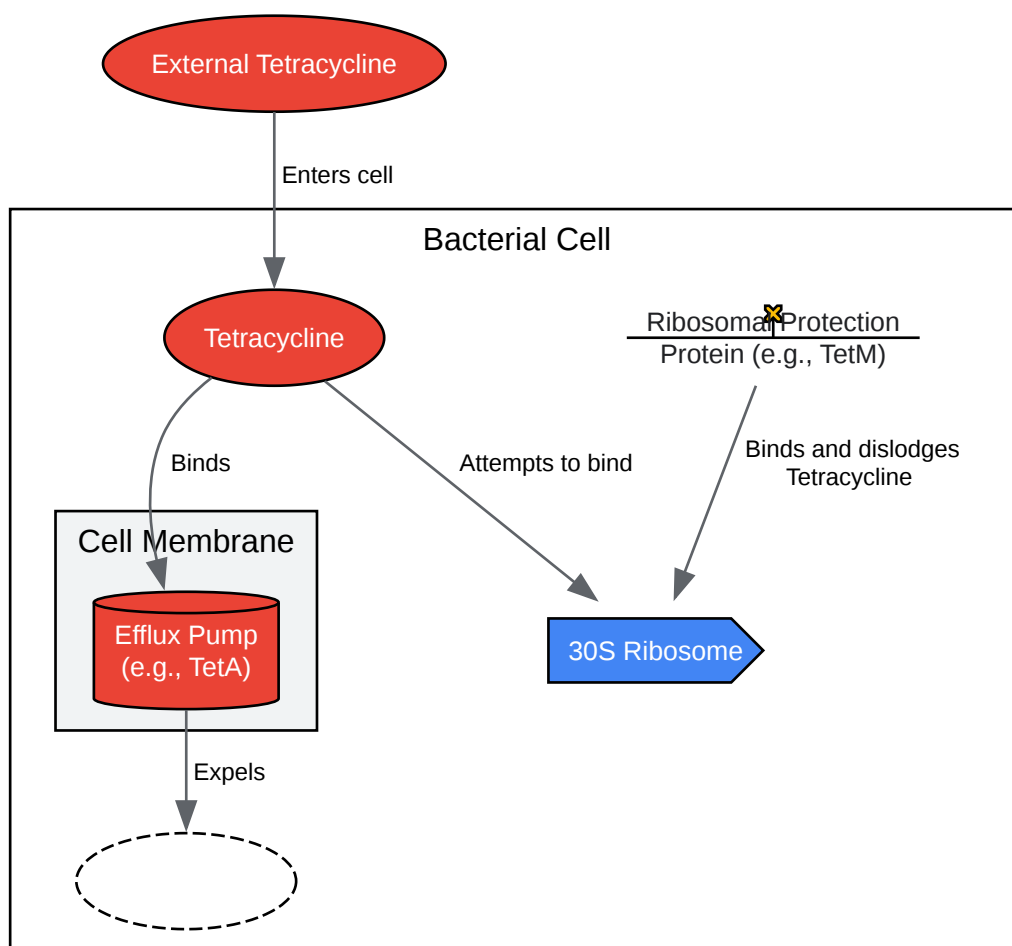 External Tetracycline
Enters cell
Bacterial Cell
Tetracycline
Ribosomal Protection
Protein (e.g., TetM)
Binds
Attempts to bind
Binds and dislodges
Tetracycline
Cell Membrane
Efflux Pump
(e.g., TetA)
30S Ribosome
Expels